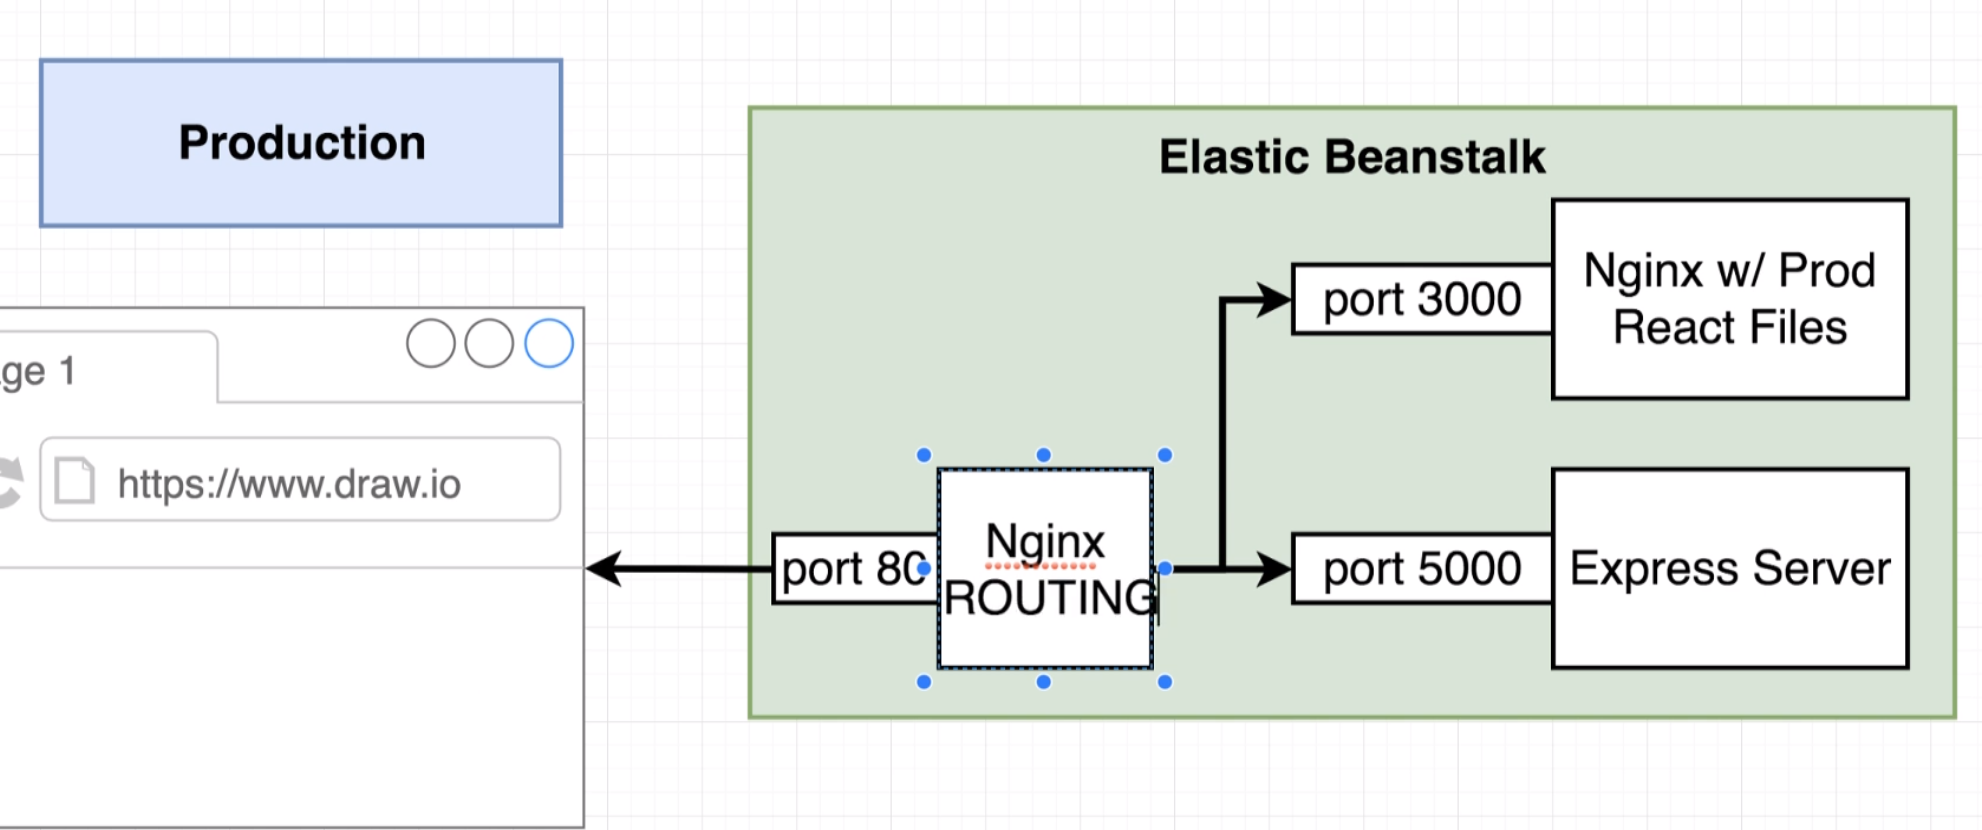 Production
Elastic Beanstalk
Nginx w/ Prod
React Files
port 3000
ge 1
https://www.draw.io
port 80
Nginx
ROUTING
port 5000
Express Server